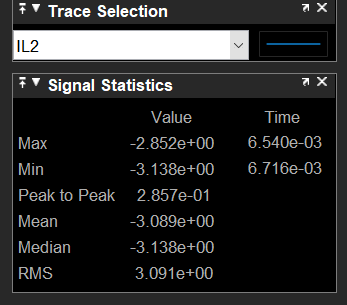 Trace Selection
IL2
Signal Statistics
Value Time
Max -2.852e+00 6.540e-03
Min -3.138e+00 6.716e-03
Peak to Peak 2.857e-01
Mean -3.089e+00
Median -3.138e+00
RMS 3.091e+00